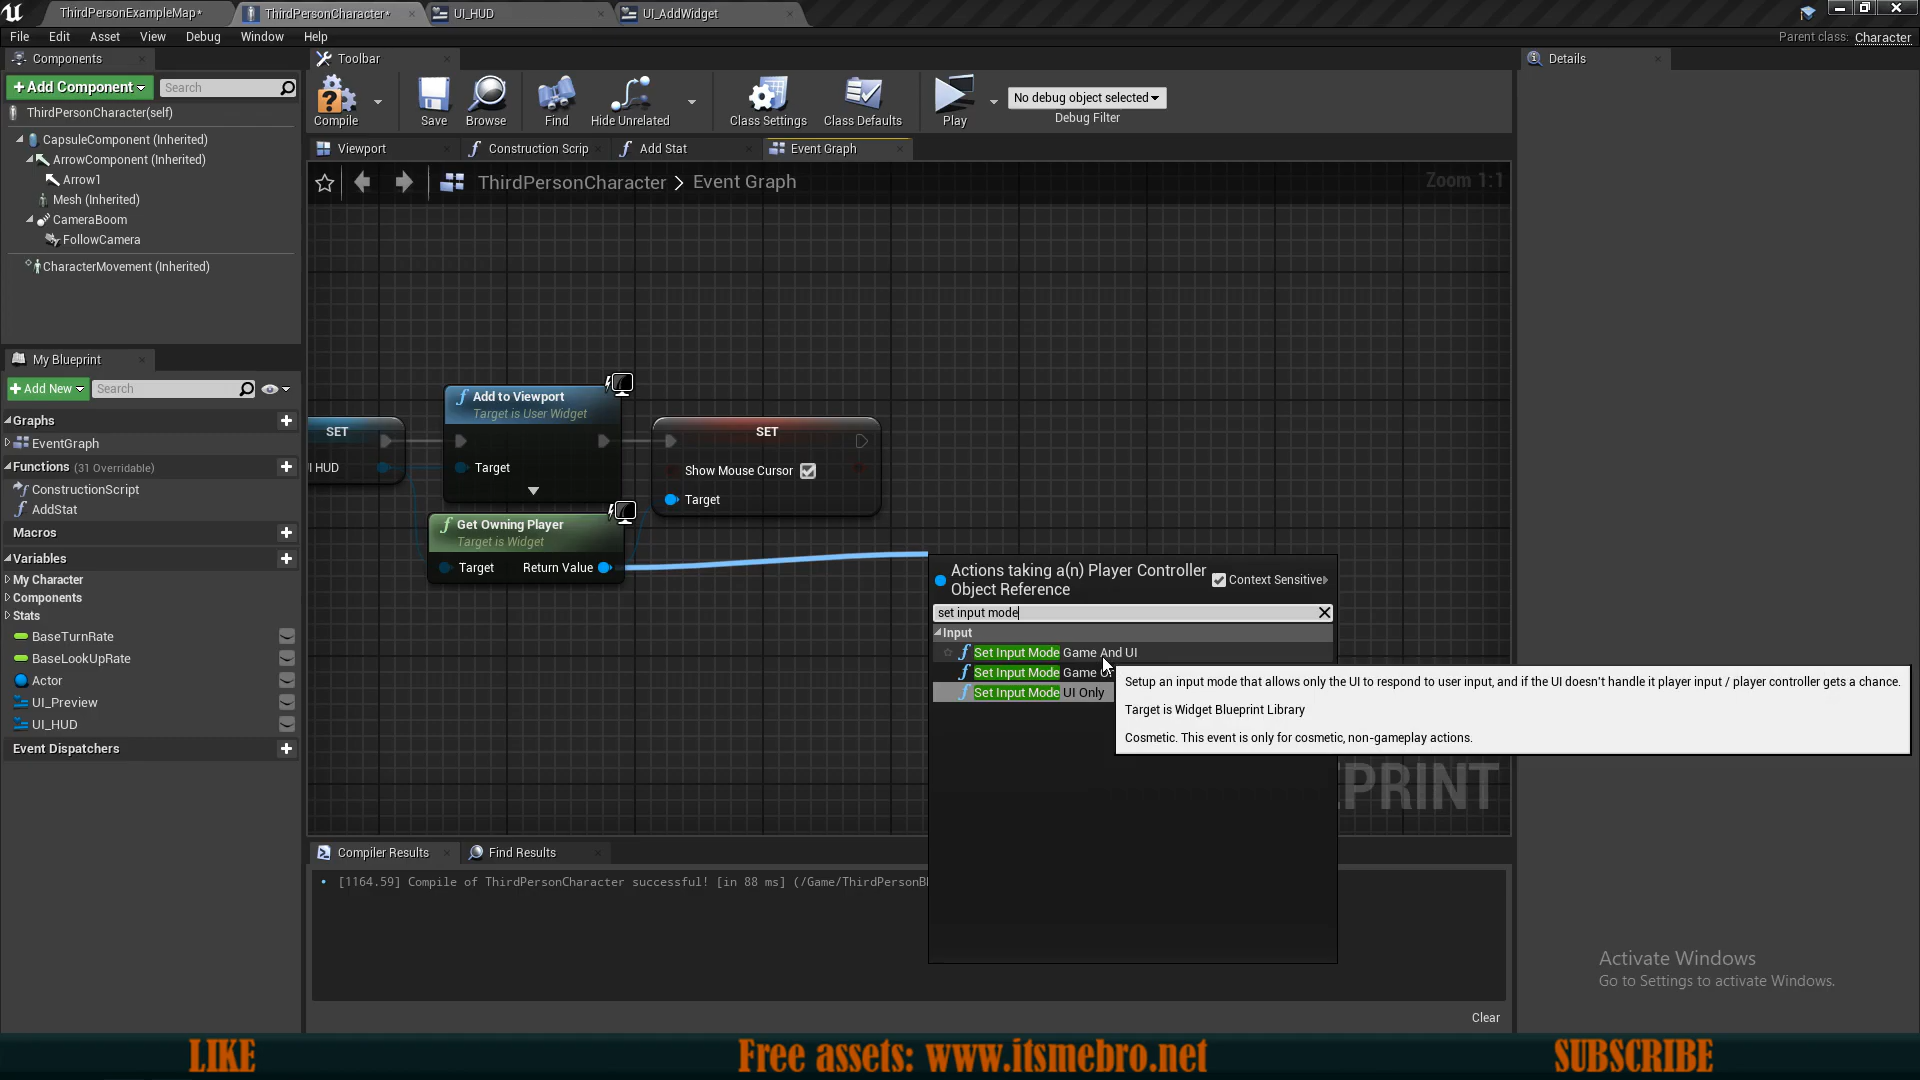 ThirdPersonExampleMap*
ThirdPersonCharacter*
UI_HUD
UI_AddWidget
File Edit Asset View Debug Window Help
Parent class: Character
Components
Toolbar
Details
+Add Component
Search
Compile
Save
Browse
Find
Hide Unrelated
Class Settings
Class Defaults
Play
No debug object selected
Debug Filter
ThirdPersonCharacter(self)
CapsuleComponent (Inherited)
ArrowComponent (Inherited)
Arrow1
Mesh (Inherited)
CameraBoom
FollowCamera
CharacterMovement (Inherited)
Viewport
Construction Scrip
Add Stat
Event Graph
ThirdPersonCharacter > Event Graph
Zoom 1:1
My Blueprint
+Add New
Search
Graphs
EventGraph
Functions (31 Overridable)
ConstructionScript
AddStat
Macros
Variables
My Character
Components
Stats
BaseTurnRate
BaseLookUpRate
Actor
UI_Preview
UI_HUD
Event Dispatchers
SET
I HUD
Add to Viewport
Target is User Widget
Target
SET
Show Mouse Cursor
Target
Get Owning Player
Target is Widget
Target Return Value
Actions taking a(n) Player Controller
Object Reference
Context Sensitive
set input mode
Input
Set Input Mode Game And UI
Set Input Mode Game O
Set Input Mode UI Only
Setup an input mode that allows only the UI to respond to user input, and if the UI doesn't handle it player input / player controller gets a chance.
Target is Widget Blueprint Library
Cosmetic. This event is only for cosmetic, non-gameplay actions.
EPRINT
Compiler Results
Find Results
[1164.59] Compile of ThirdPersonCharacter successful! [in 88 ms] (/Game/ThirdPersonB
Clear
Activate Windows
Go to Settings to activate Windows.
LIKE
Free assets: www.itsmebro.net
SUBSCRIBE